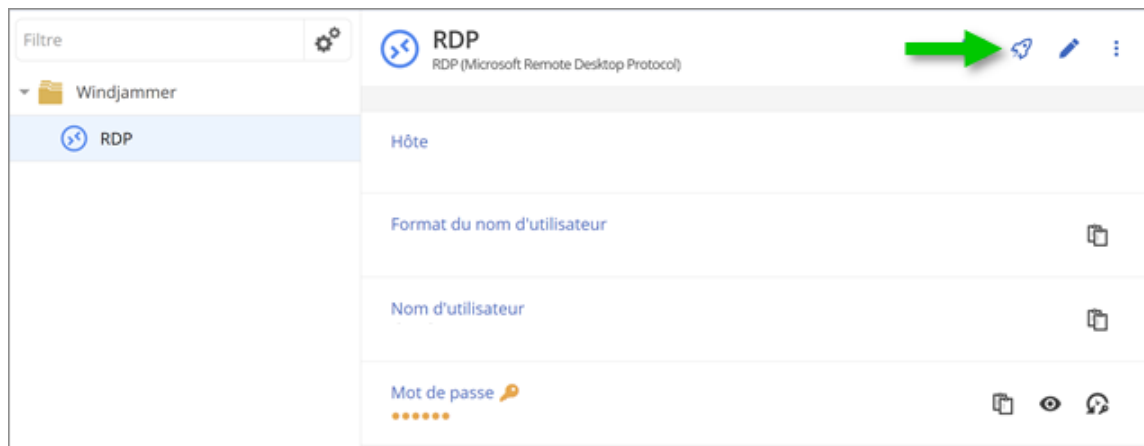 Filtre
Windjammer
RDP
RDP
RDP (Microsoft Remote Desktop Protocol)
Hôte
Format du nom d'utilisateur
Nom d'utilisateur
Mot de passe